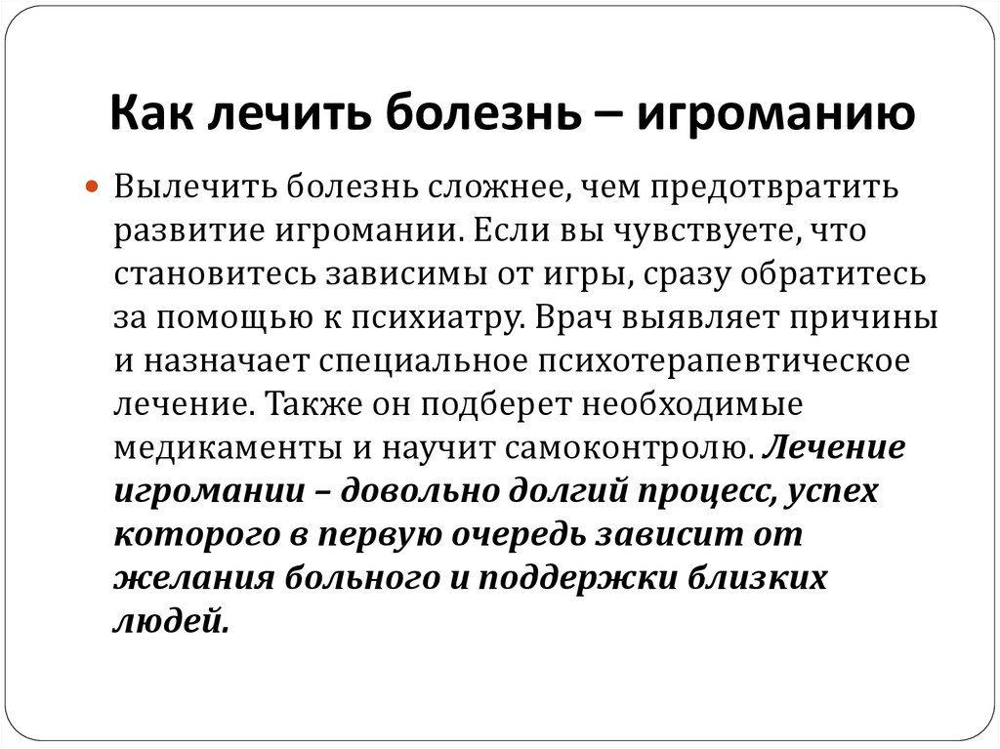 Как лечить болезнь – игроманию
• Вылечить болезнь сложнее, чем предотвратить
развитие игромании. Если вы чувствуете, что
становитесь зависимы от игры, сразу обратитесь
за помощью к психиатру. Врач выявляет причины
и назначает специальное психотерапевтическое
лечение. Также он подберет необходимые
медикаменты и научит самоконтролю. Лечение
игромании – довольно долгий процесс, успех
которого в первую очередь зависит от
желания больного и поддержки близких
людей.